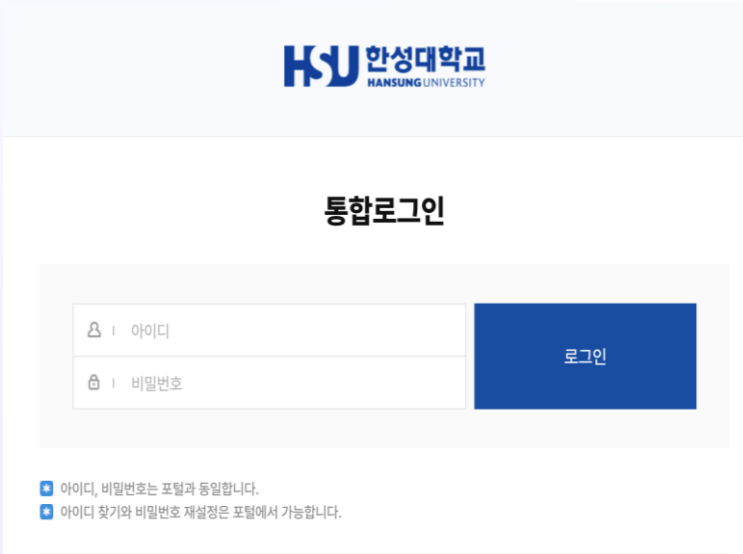 HSU 한성대학교
HANSUNG UNIVERSITY
통합로그인
아이디
로그인
비밀번호
아이디, 비밀번호는 포털과 동일합니다.
아이디 찾기와 비밀번호 재설정은 포털에서 가능합니다.